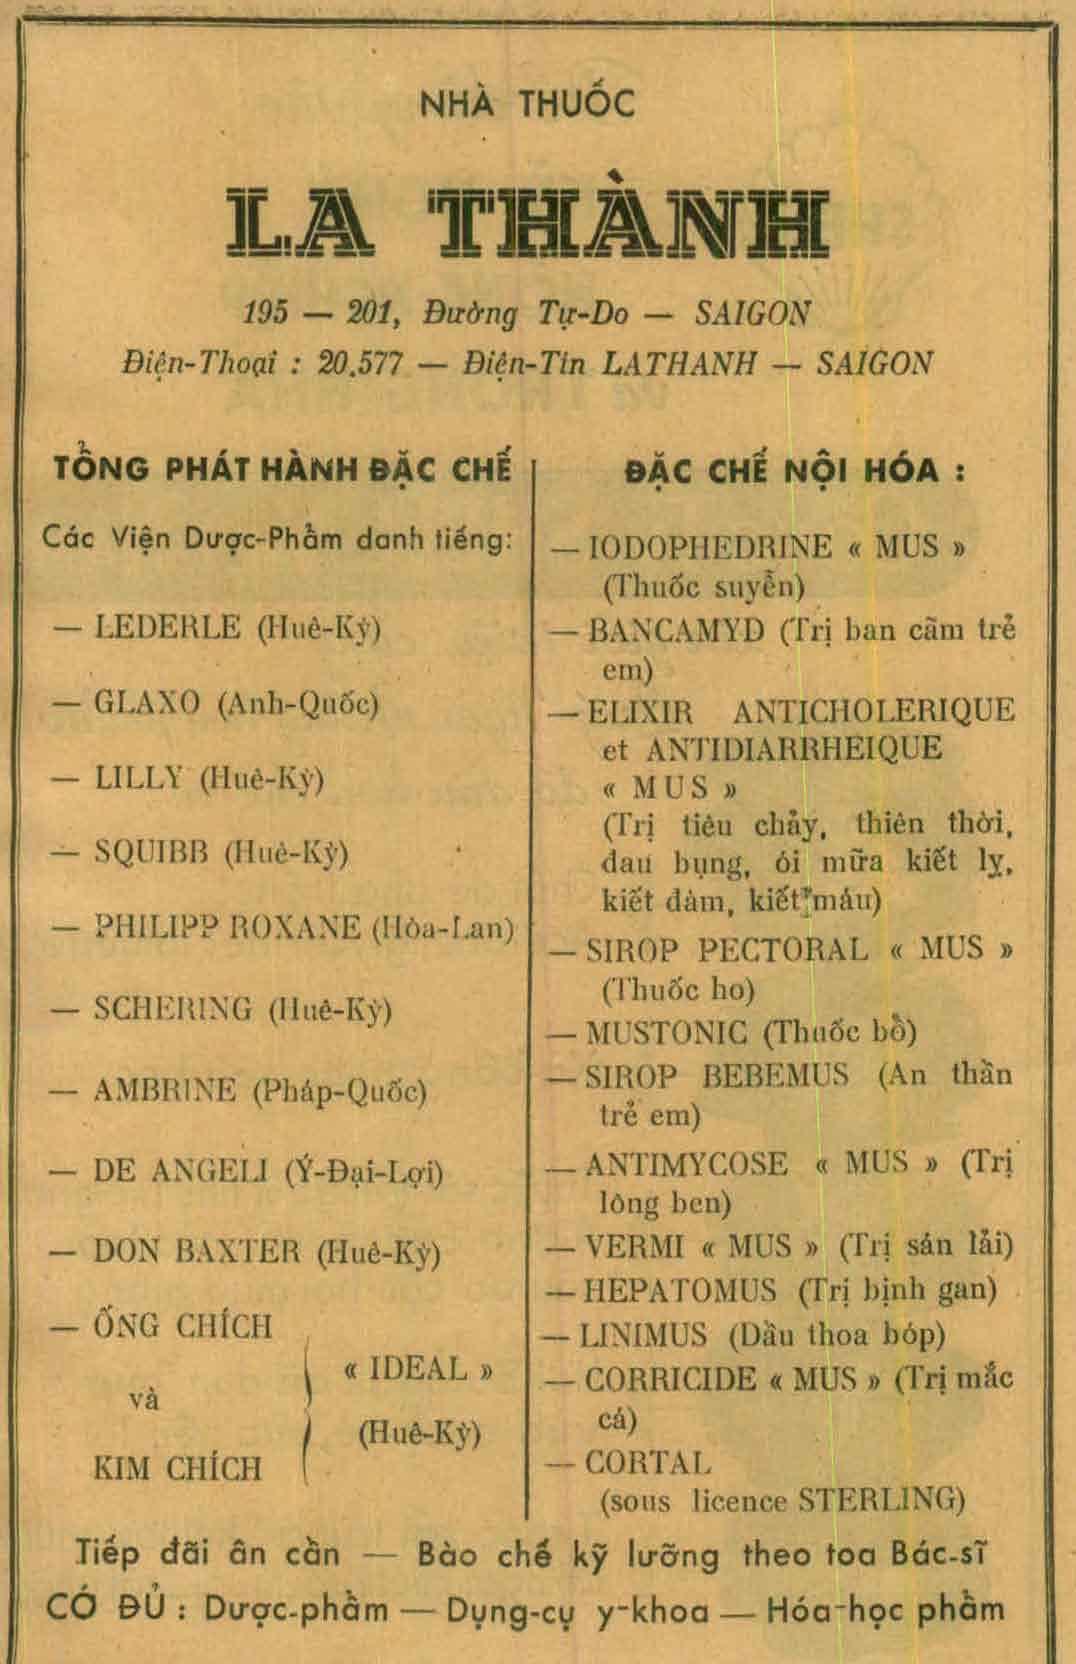 NHÀ THUỐC
LA THÀNH
195 — 201, Đường Tự-Do — SAIGON
Điện-Thoại : 20.577 — Điện-Tín LATHANH — SAIGON
TỔNG PHÁT HÀNH ĐẶC CHẾ
Các Viện Dược-Phẩm danh tiếng:
— LEDERLE (Huê-Kỳ)
— GLAXO (Anh-Quốc)
— LILLY (Huê-Kỳ)
— SQUIBB (Huê-Kỳ)
— PHILIPP ROXANE (Hòa-Lan)
— SCHERING (Huê-Kỳ)
— AMBRINE (Pháp-Quốc)
— DE ANGELI (Ý-Đại-Lợi)
— DON BAXTER (Huê-Kỳ)
— ỐNG CHÍCH
và
KIM CHÍCH
« IDEAL »
(Huê-Kỳ)
ĐẶC CHẾ NỘI HÓA :
— IODOPHEDRINE « MUS »
(Thuốc suyễn)
— BANCAMYD (Trị ban cãm trẻ
em)
— ELIXIR ANTICHOLERIQUE
et ANTIDIARRHEIQUE
« MUS »
(Trị tiêu chảy, thiên thời,
đau bụng, ói mữa kiết lỵ,
kiết đàm, kiết máu)
— SIROP PECTORAL « MUS »
(Thuốc ho)
— MUSTONIC (Thuốc bổ)
— SIROP BEBEMUS (An thần
trẻ em)
— ANTIMYCOSE « MUS » (Trị
lông ben)
— VERMI « MUS » (Trị sán lải)
— HEPATOMUS (Trị bịnh gan)
— LINIMUS (Dầu thoa bóp)
— CORRICIDE « MUS » (Trị mắc
cá)
— CORTAL
(sous licence STERLING)
Tiếp đãi ân cần — Bào chế kỹ lưỡng theo toa Bác-sĩ
CÓ ĐỦ : Dược-phẩm — Dụng-cụ y-khoa — Hóa-học phẩm